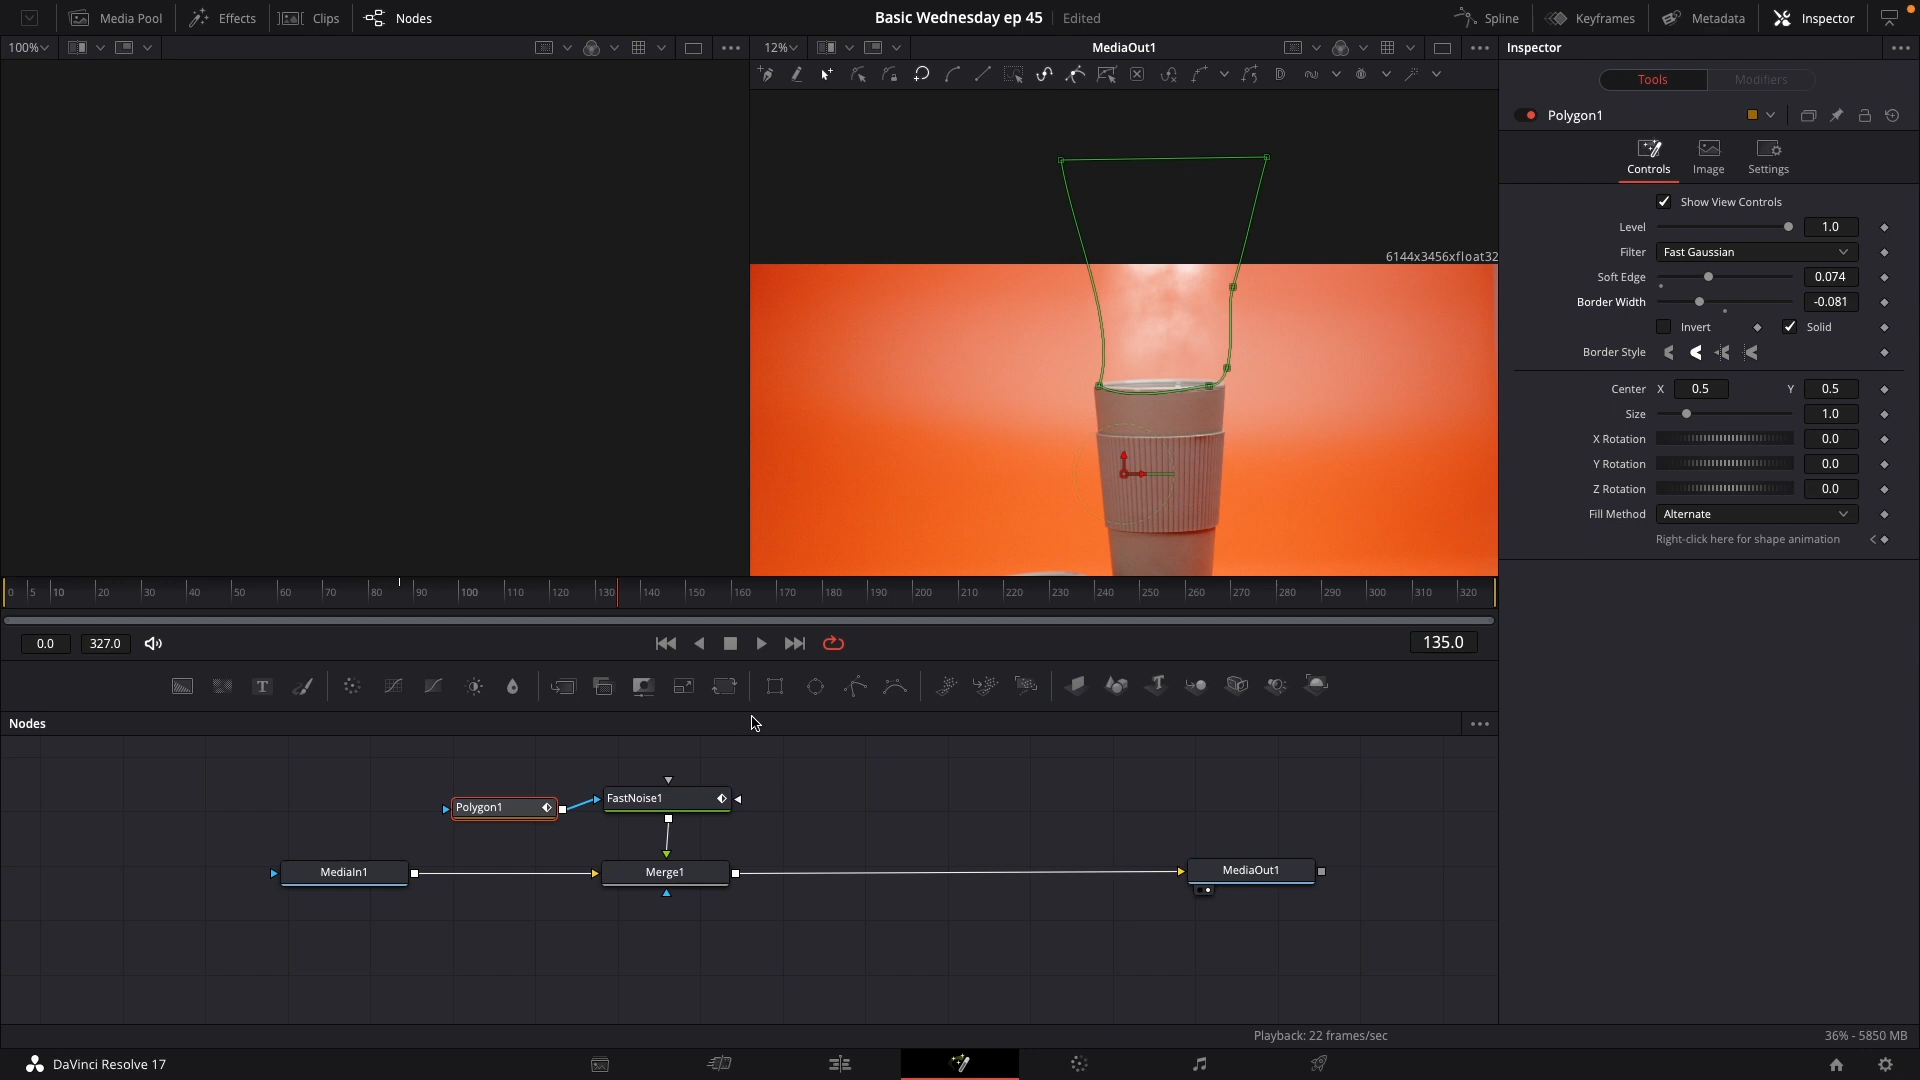 Media Pool Effects Clips Nodes Basic Wednesday ep 45 Edited Spline Keyframes Metadata Inspector
100% 12% MediaOut1 Inspector
Tools Modifiers
Polygon1
Controls Image Settings
Show View Controls
Level 1.0
6144x3456xfloat32
Filter Fast Gaussian
Soft Edge 0.074
Border Width -0.081
Invert Solid
Border Style
Center X 0.5 Y 0.5
Size 1.0
X Rotation 0.0
Y Rotation 0.0
Z Rotation 0.0
Fill Method Alternate
Right-click here for shape animation
0 5 10 20 30 40 50 60 70 80 90 100 110 120 130 140 150 160 170 180 190 200 210 220 230 240 250 260 270 280 290 300 310 320
0.0 327.0 135.0
T
Nodes
Polygon1 FastNoise1
MediaIn1 Merge1 MediaOut1
Playback: 22 frames/sec 36% - 5850 MB
DaVinci Resolve 17